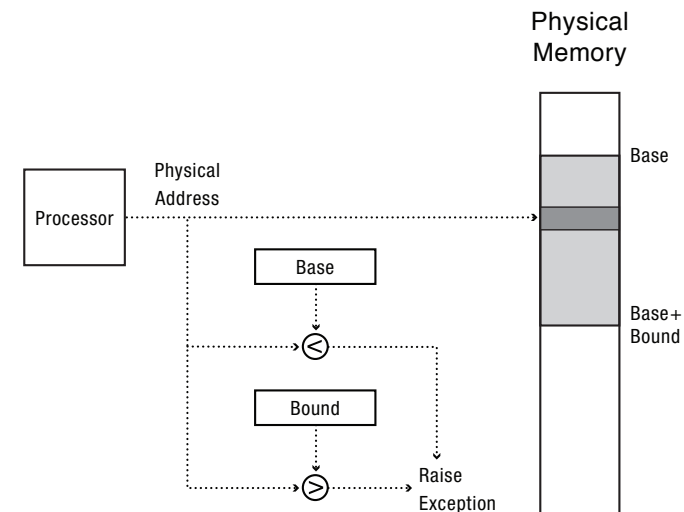 Physical
Memory
Base
Physical
Address
Processor
Base
<
Base+
Bound
Bound
>
Raise
Exception